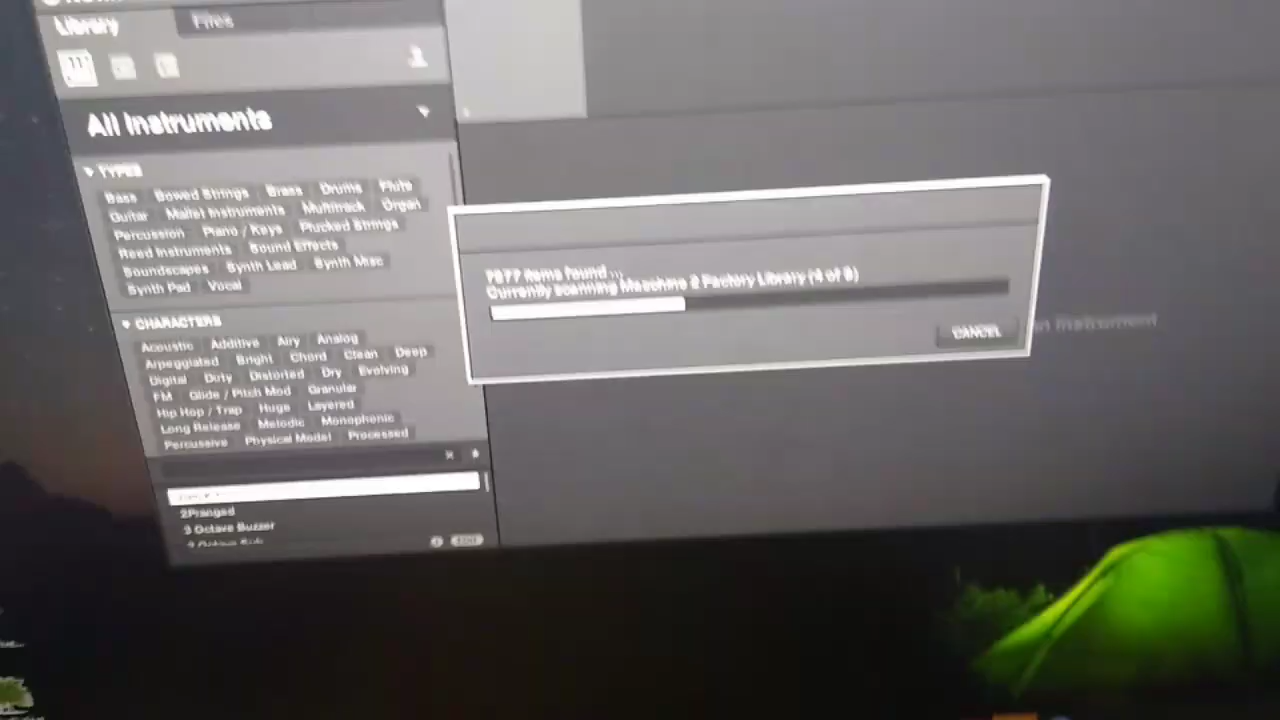 Library Files
All Instruments
TYPES
Bass Bowed Strings Brass Drums Flute
Guitar Mallet Instruments Multitrack Organ
Percussion Piano / Keys Plucked Strings
Reed Instruments Sound Effects
Soundscapes Synth Lead Synth Misc
Synth Pad Vocal
CHARACTERS
Acoustic Additive Airy Analog
Arpeggiated Bright Chord Clean Deep
Digital Dirty Distorted Dry Evolving
FM Glide / Pitch Mod Granular
Hip Hop / Trap Huge Layered
Long Release Melodic Monophonic
Percussive Physical Model Processed
2Pranged
3 Octave Buzzer
EDIT
items found ...
Currently scanning Maschine 2 Factory Library
CANCEL
an Instrument